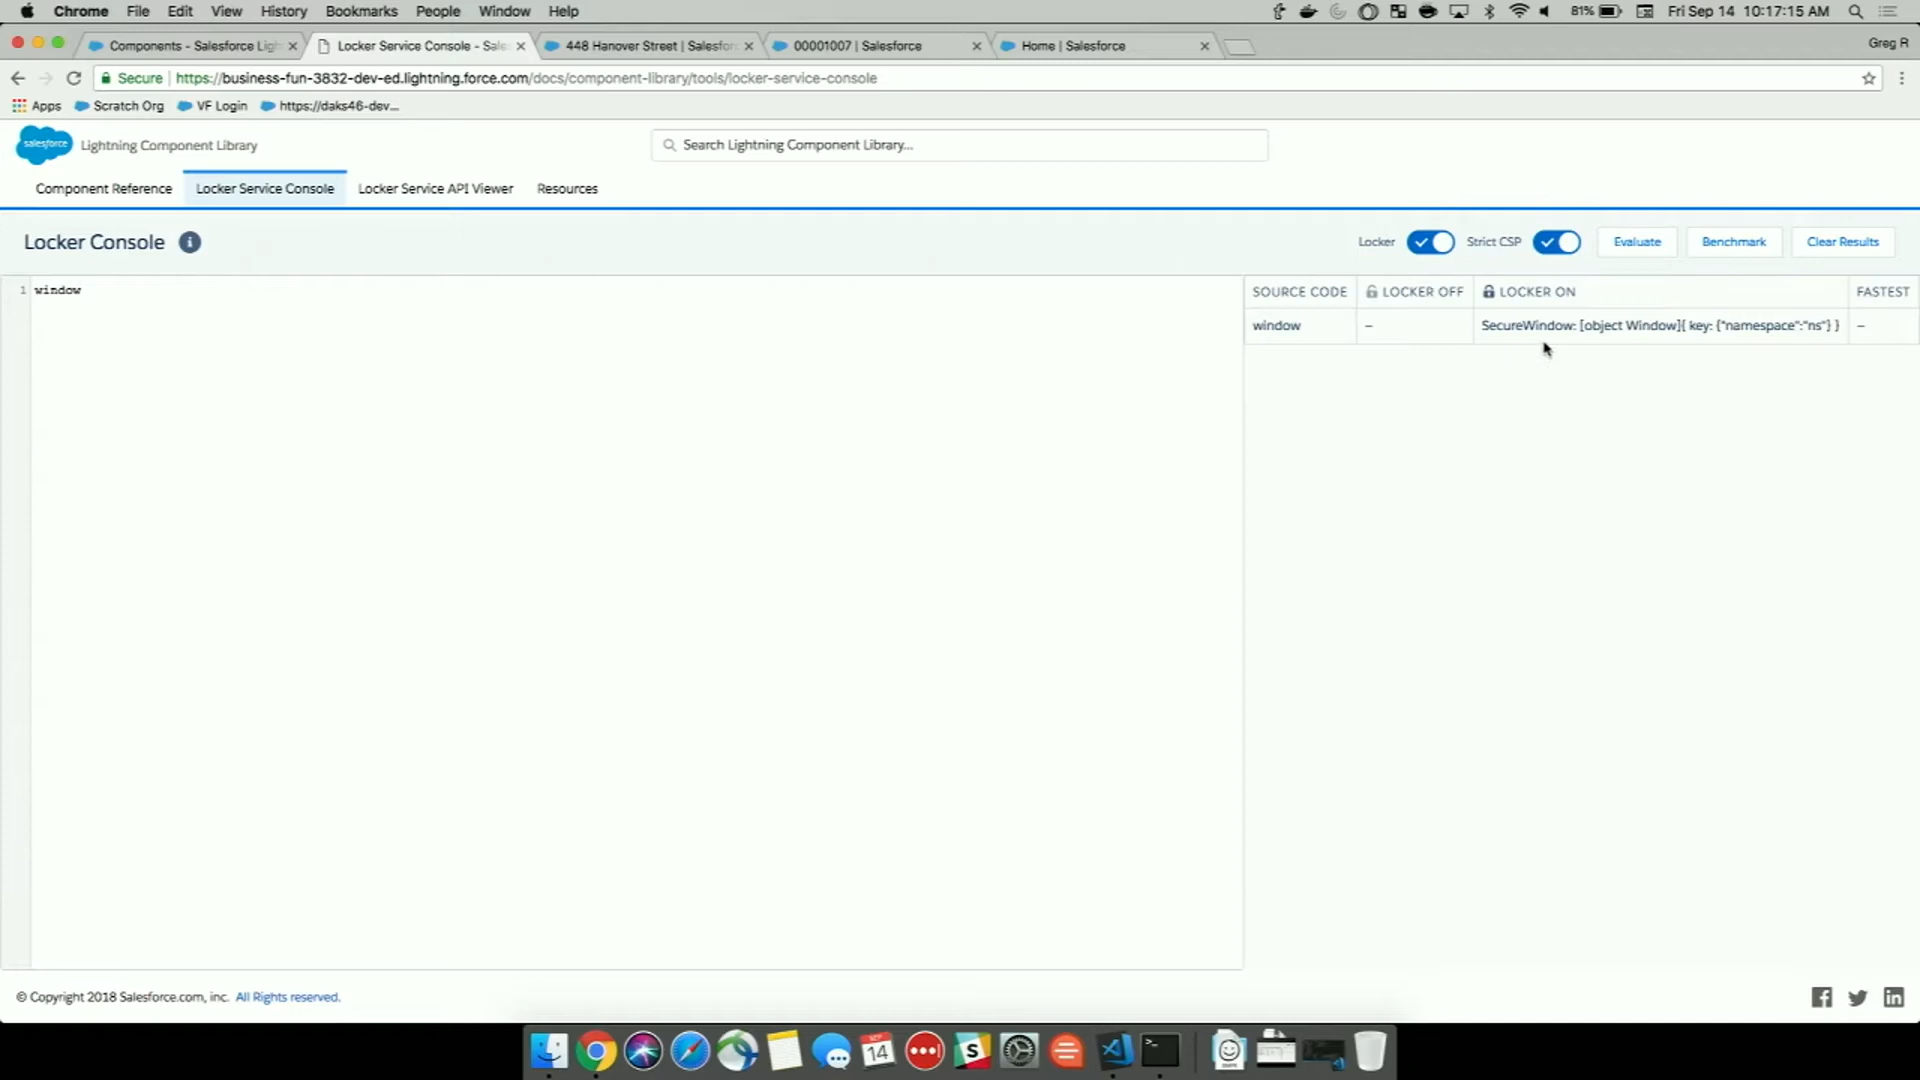 Chrome File Edit View History Bookmarks People Window Help 81% Fri Sep 14 10:17:15 AM
Components - Salesforce Ligh Locker Service Console - Sale 448 Hanover Street | Salesfor 00001007 | Salesforce Home | Salesforce Greg R
Secure https://business-fun-3832-dev-ed.lightning.force.com/docs/component-library/tools/locker-service-console
Apps Scratch Org VF Login https://daks46-dev...
salesforce Lightning Component Library Search Lightning Component Library...
Component Reference Locker Service Console Locker Service API Viewer Resources
Locker Console Locker Strict CSP Evaluate Benchmark Clear Results
1 window
SOURCE CODE LOCKER OFF LOCKER ON FASTEST
window – SecureWindow: [object Window]{ key: {"namespace":"ns"} } –
© Copyright 2018 Salesforce.com, inc. All Rights reserved.
SEP
14